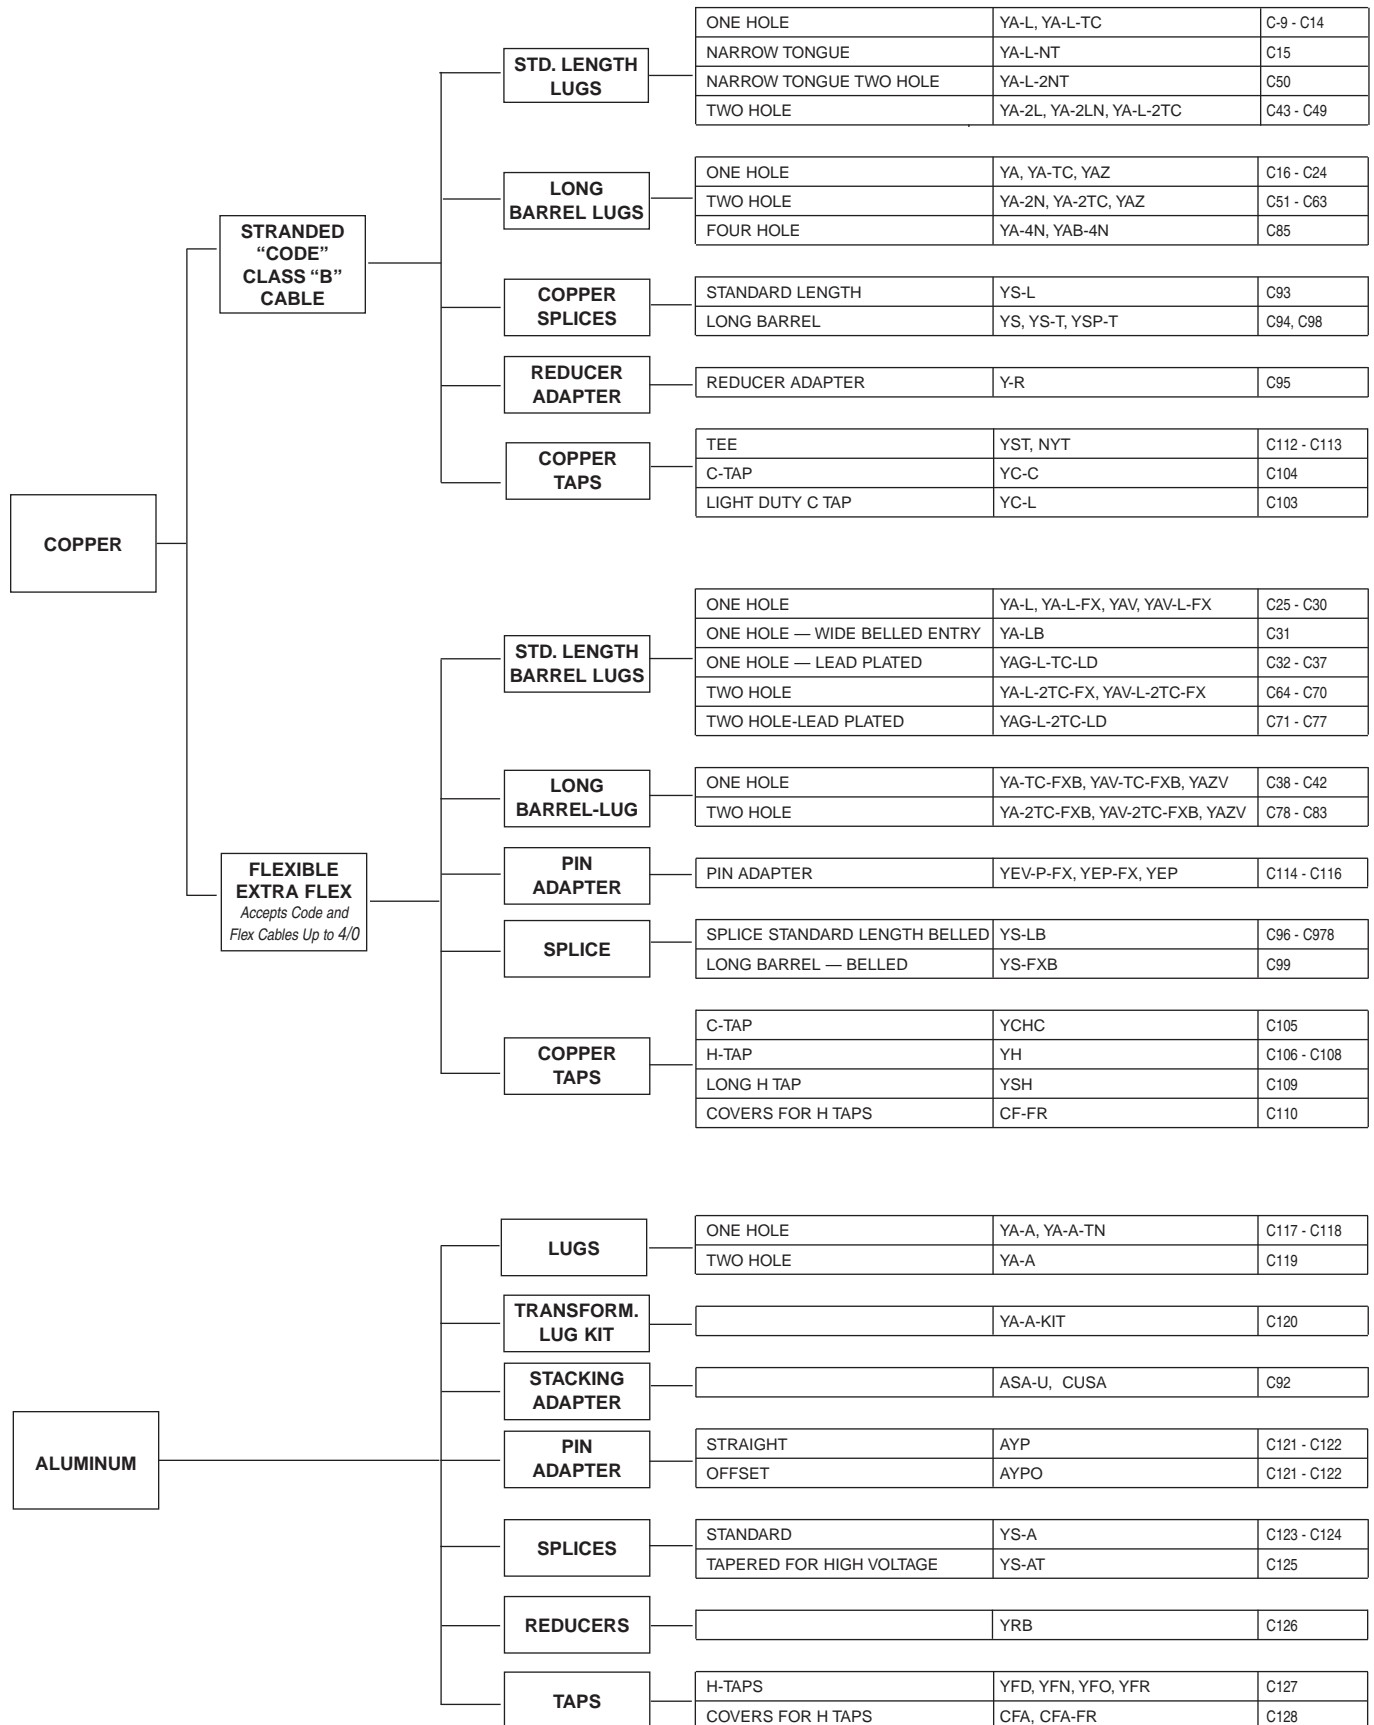 COPPER
STRANDED
“CODE”
CLASS “B”
CABLE
STD. LENGTH
LUGS
ONE HOLE YA-L, YA-L-TC C-9 - C14
NARROW TONGUE YA-L-NT C15
NARROW TONGUE TWO HOLE YA-L-2NT C50
TWO HOLE YA-2L, YA-2LN, YA-L-2TC C43 - C49
LONG
BARREL LUGS
ONE HOLE YA, YA-TC, YAZ C16 - C24
TWO HOLE YA-2N, YA-2TC, YAZ C51 - C63
FOUR HOLE YA-4N, YAB-4N C85
COPPER
SPLICES
STANDARD LENGTH YS-L C93
LONG BARREL YS, YS-T, YSP-T C94, C98
REDUCER
ADAPTER
REDUCER ADAPTER Y-R C95
COPPER
TAPS
TEE YST, NYT C112 - C113
C-TAP YC-C C104
LIGHT DUTY C TAP YC-L C103
FLEXIBLE
EXTRA FLEX
Accepts Code and
Flex Cables Up to 4/0
STD. LENGTH
BARREL LUGS
ONE HOLE YA-L, YA-L-FX, YAV, YAV-L-FX C25 - C30
ONE HOLE — WIDE BELLED ENTRY YA-LB C31
ONE HOLE — LEAD PLATED YAG-L-TC-LD C32 - C37
TWO HOLE YA-L-2TC-FX, YAV-L-2TC-FX C64 - C70
TWO HOLE-LEAD PLATED YAG-L-2TC-LD C71 - C77
LONG
BARREL-LUG
ONE HOLE YA-TC-FXB, YAV-TC-FXB, YAZV C38 - C42
TWO HOLE YA-2TC-FXB, YAV-2TC-FXB, YAZV C78 - C83
PIN
ADAPTER
PIN ADAPTER YEV-P-FX, YEP-FX, YEP C114 - C116
SPLICE
SPLICE STANDARD LENGTH BELLED YS-LB C96 - C978
LONG BARREL — BELLED YS-FXB C99
COPPER
TAPS
C-TAP YCHC C105
H-TAP YH C106 - C108
LONG H TAP YSH C109
COVERS FOR H TAPS CF-FR C110
ALUMINUM
LUGS
ONE HOLE YA-A, YA-A-TN C117 - C118
TWO HOLE YA-A C119
TRANSFORM.
LUG KIT
YA-A-KIT C120
STACKING
ADAPTER
ASA-U, CUSA C92
PIN
ADAPTER
STRAIGHT AYP C121 - C122
OFFSET AYPO C121 - C122
SPLICES
STANDARD YS-A C123 - C124
TAPERED FOR HIGH VOLTAGE YS-AT C125
REDUCERS
YRB C126
TAPS
H-TAPS YFD, YFN, YFO, YFR C127
COVERS FOR H TAPS CFA, CFA-FR C128